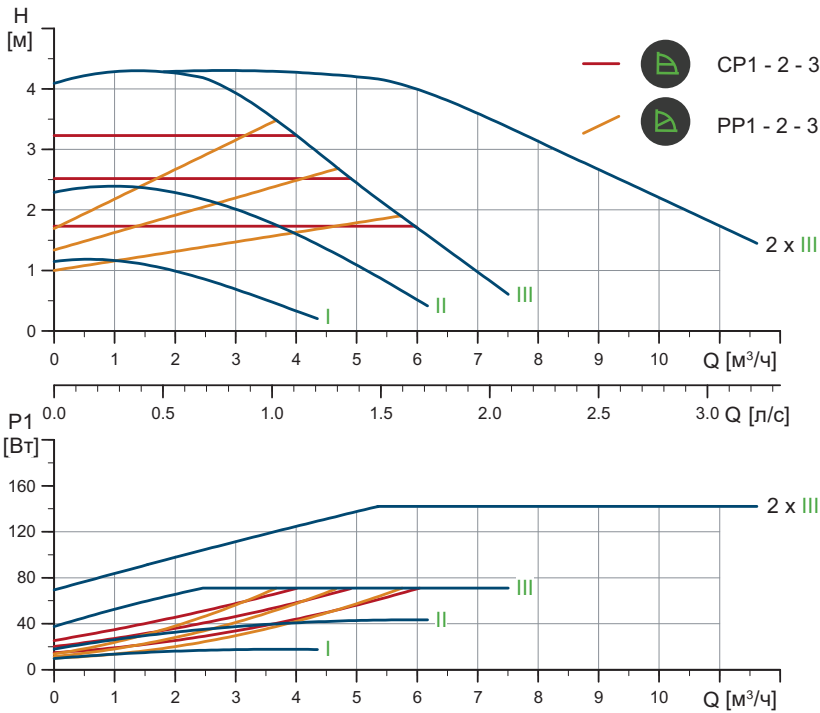 H
[м]
CP1 - 2 - 3
PP1 - 2 - 3
4
3
2
1
0
2 x III
III
II
I
0 1 2 3 4 5 6 7 8 9 10 Q [м³/ч]
0.0 0.5 1.0 1.5 2.0 2.5 3.0 Q [л/с]
P1
[Вт]
160
120
80
40
0
2 x III
III
II
I
0 1 2 3 4 5 6 7 8 9 10 Q [м³/ч]